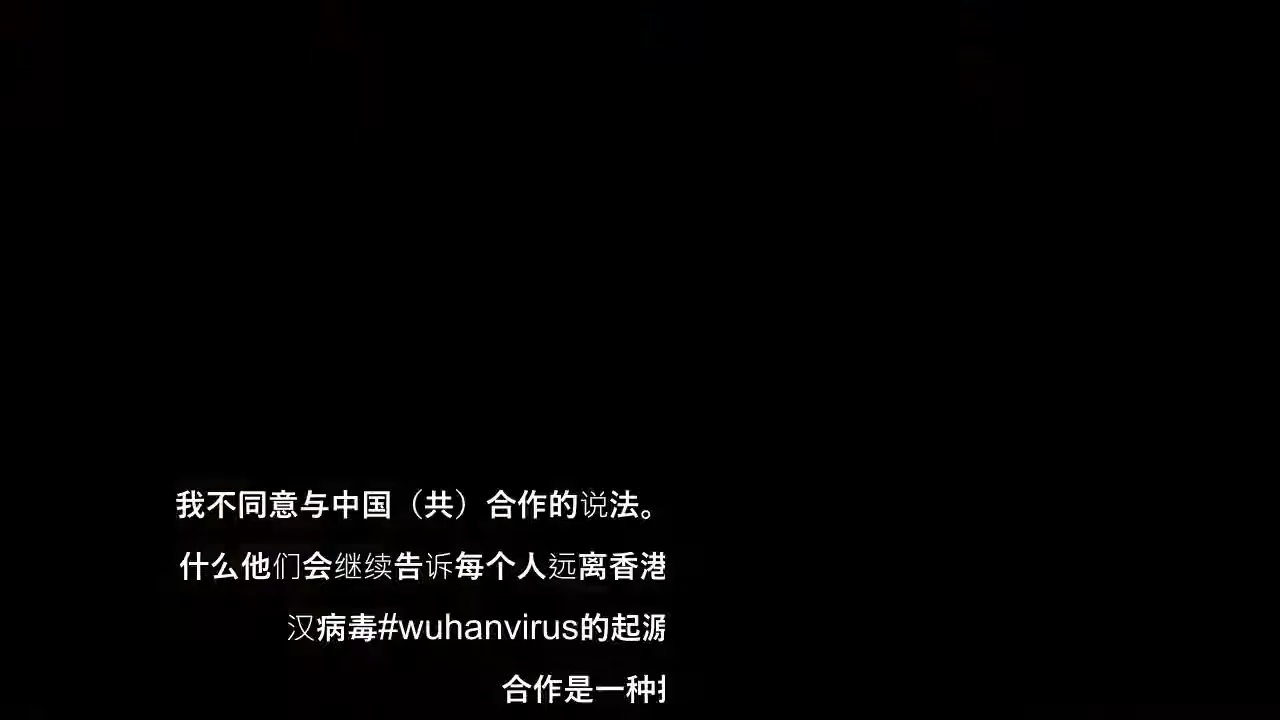 我不同意与中国（共）合作的说法。
什么他们会继续告诉每个人远离香港
汉病毒#wuhanvirus的起源
合作是一种